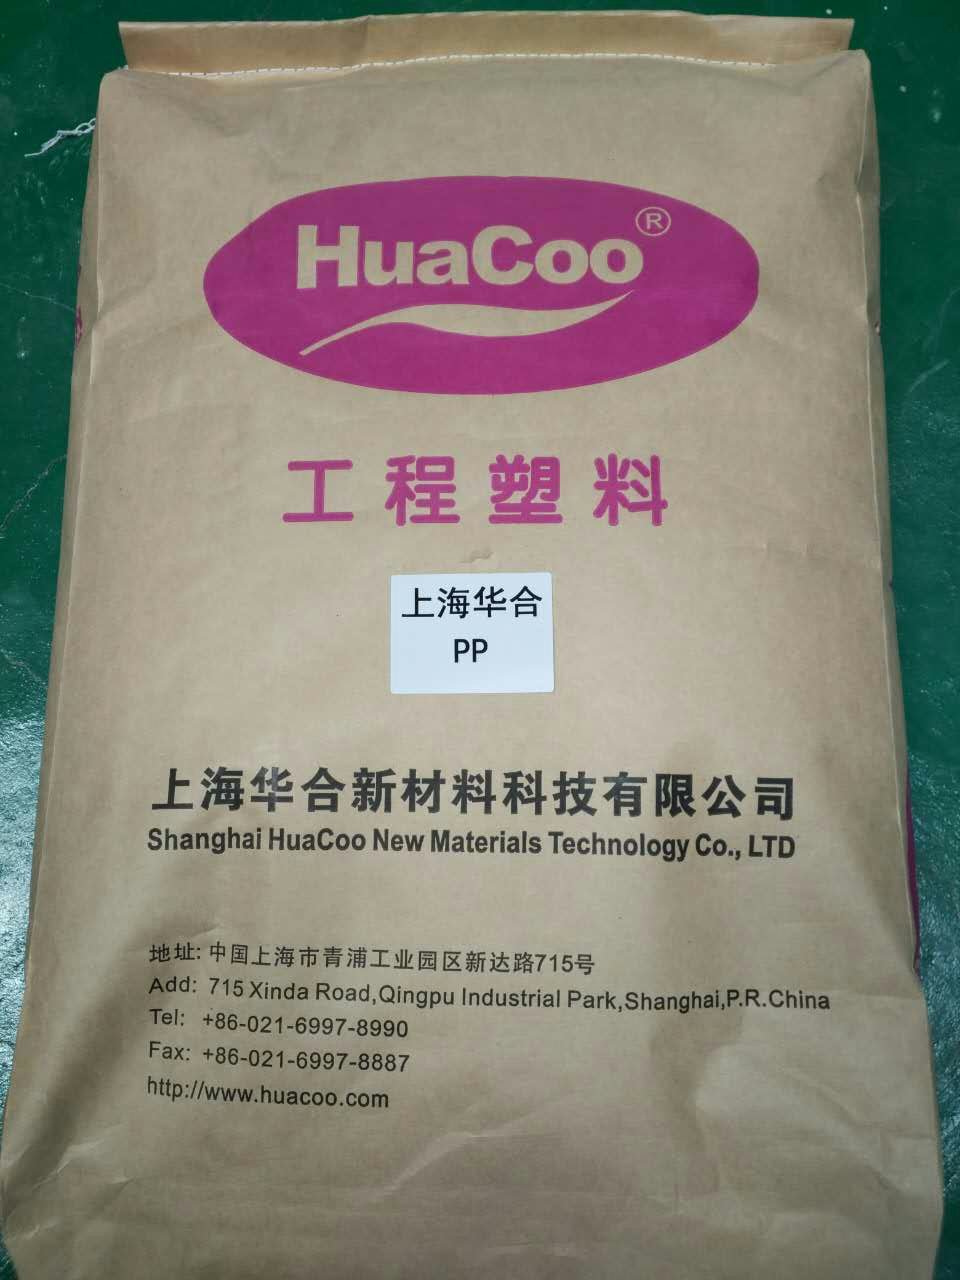 HuaCoo®
工程塑料
上海华合
PP
上海华合新材料科技有限公司
Shanghai HuaCoo New Materials Technology Co., LTD
地址: 中国上海市青浦工业园区新达路715号
Add: 715 Xinda Road,Qingpu Industrial Park,Shanghai,P.R.China
Tel: +86-021-6997-8990
Fax: +86-021-6997-8887
http://www.huacoo.com